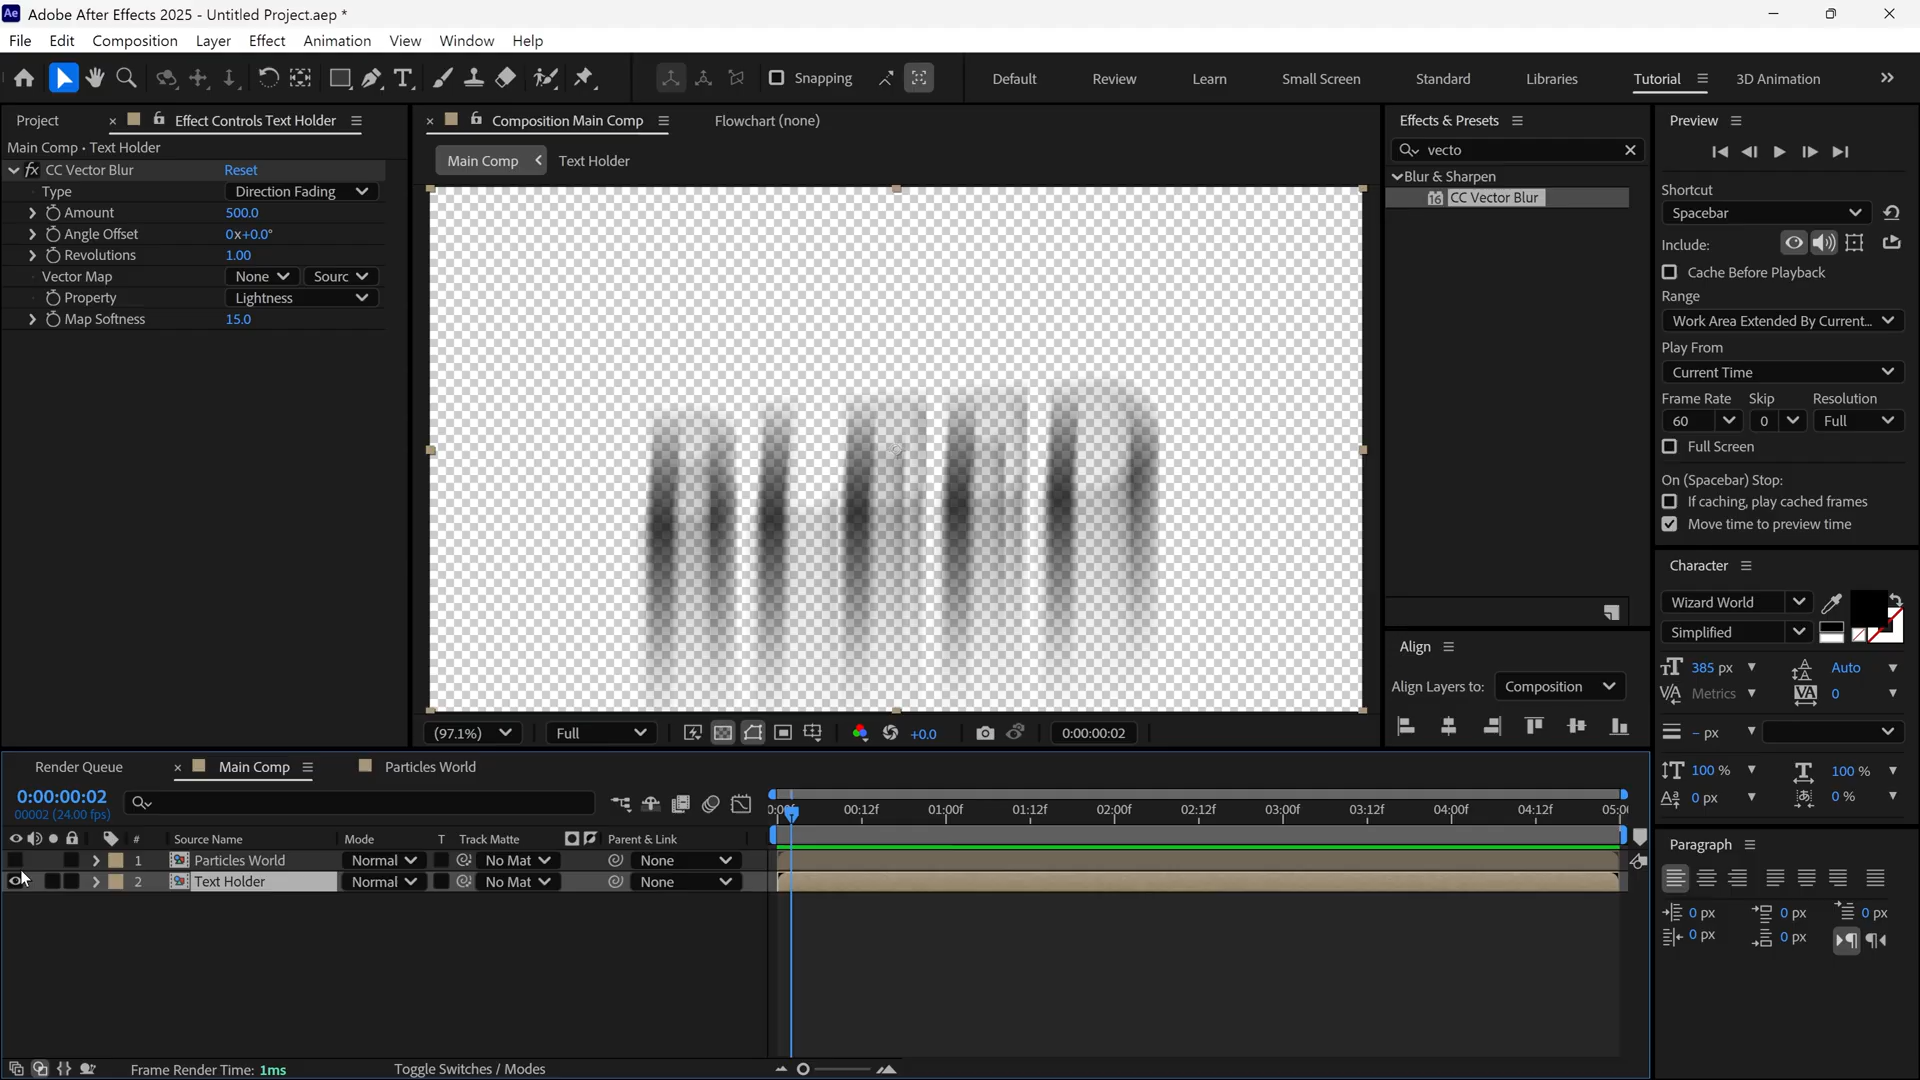 Ae Adobe After Effects 2025 - Untitled Project.aep *
File Edit Composition Layer Effect Animation View Window Help
Snapping Default Review Learn Small Screen Standard Libraries Tutorial 3D Animation
Project Effect Controls Text Holder
Main Comp • Text Holder
fx CC Vector Blur Reset
Type Direction Fading
Amount 500.0
Angle Offset 0x+0.0°
Revolutions 1.00
Vector Map None Sourc
Property Lightness
Map Softness 15.0
Composition Main Comp Flowchart (none)
Main Comp Text Holder
(97.1%) Full +0.0 0:00:00:02
Effects & Presets
vecto
Blur & Sharpen
16 CC Vector Blur
Align
Align Layers to: Composition
Preview
Shortcut
Spacebar
Include:
Cache Before Playback
Range
Work Area Extended By Current...
Play From
Current Time
Frame Rate Skip Resolution
60 0 Full
Full Screen
On (Spacebar) Stop:
If caching, play cached frames
Move time to preview time
Character
Wizard World
Simplified
385 px Auto
Metrics 0
– px
100 % 100 %
0 px 0 %
Paragraph
0 px 0 px 0 px
0 px 0 px
Render Queue Main Comp Particles World
0:00:00:02
00002 (24.00 fps)
00:12f 01:00f 01:12f 02:00f 02:12f 03:00f 03:12f 04:00f 04:12f
# Source Name Mode T Track Matte Parent & Link
1 Particles World Normal No Mat None
2 Text Holder Normal No Mat None
Frame Render Time: 1ms Toggle Switches / Modes